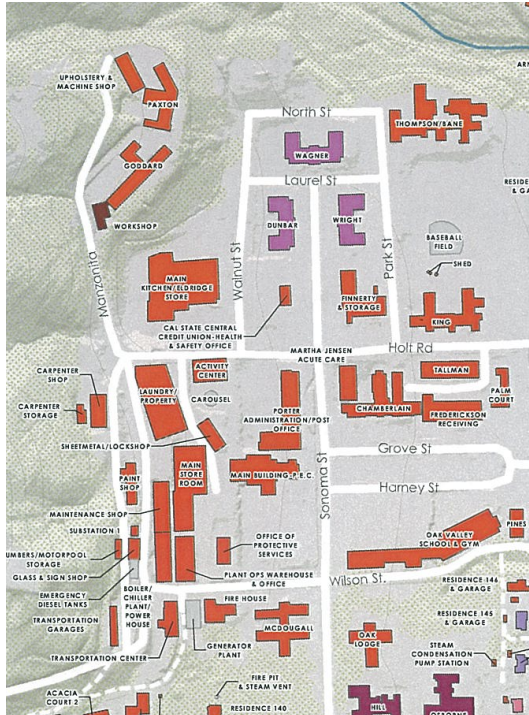 ARN
UPHOLSTERY &
MACHINE SHOP
PAXTON
North St
THOMPSON/BANE
WAGNER
GODDARD
Laurel St
RESIDE
& GA
WORKSHOP
DUNBAR
WRIGHT
BASEBALL
FIELD
SHED
Manzanita
Walnut St
Park St
MAIN
KITCHEN/ELDRIDGE
STORE
FINNERTY
& STORAGE
KING
CAL STATE CENTRAL
CREDIT UNION-HEALTH
& SAFETY OFFICE
MARTHA JENSEN
ACUTE CARE
Holt Rd
CARPENTER
SHOP
ACTIVITY
CENTER
TALLMAN
LAUNDRY/
PROPERTY
CAROUSEL
PALM
COURT
CARPENTER
STORAGE
PORTER
ADMINISTRATION/POST
OFFICE
CHAMBERLAIN
FREDERICKSON
RECEIVING
SHEETMETAL/LOCKSHOP
Grove St
MAIN
STORE
ROOM
MAIN BUILDING-P.E.C.
PAINT
SHOP
Harney St
Sonoma St
MAINTENANCE SHOP
SUBSTATION 1
OAK VALLEY
SCHOOL & GYM
PINES
UMBERS/MOTORPOOL
STORAGE
OFFICE OF
PROTECTIVE
SERVICES
GLASS & SIGN SHOP
PLANT OPS WAREHOUSE
& OFFICE
Wilson St.
EMERGENCY
DIESEL TANKS
BOILER/
CHILLER
PLANT/
POWER
HOUSE
RESIDENCE 146
& GARAGE
FIRE HOUSE
TRANSPORTATION
GARAGES
RESIDENCE 145
& GARAGE
MCDOUGALL
OAK
LODGE
TRANSPORTATION CENTER
GENERATOR
PLANT
STEAM
CONDENSATION
PUMP STATION
FIRE PIT
& STEAM VENT
ACACIA
COURT 2
RESIDENCE 140
HILL
OSBORNE